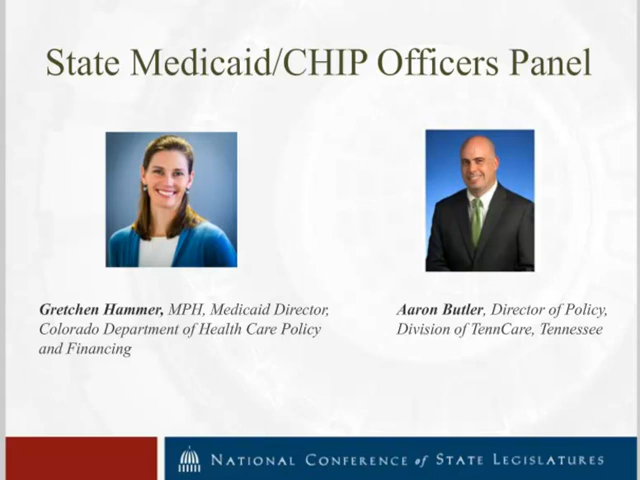 State Medicaid/CHIP Officers Panel
Gretchen Hammer, MPH, Medicaid Director,
Colorado Department of Health Care Policy
and Financing
Aaron Butler, Director of Policy,
Division of TennCare, Tennessee
NATIONAL CONFERENCE of STATE LEGISLATURES